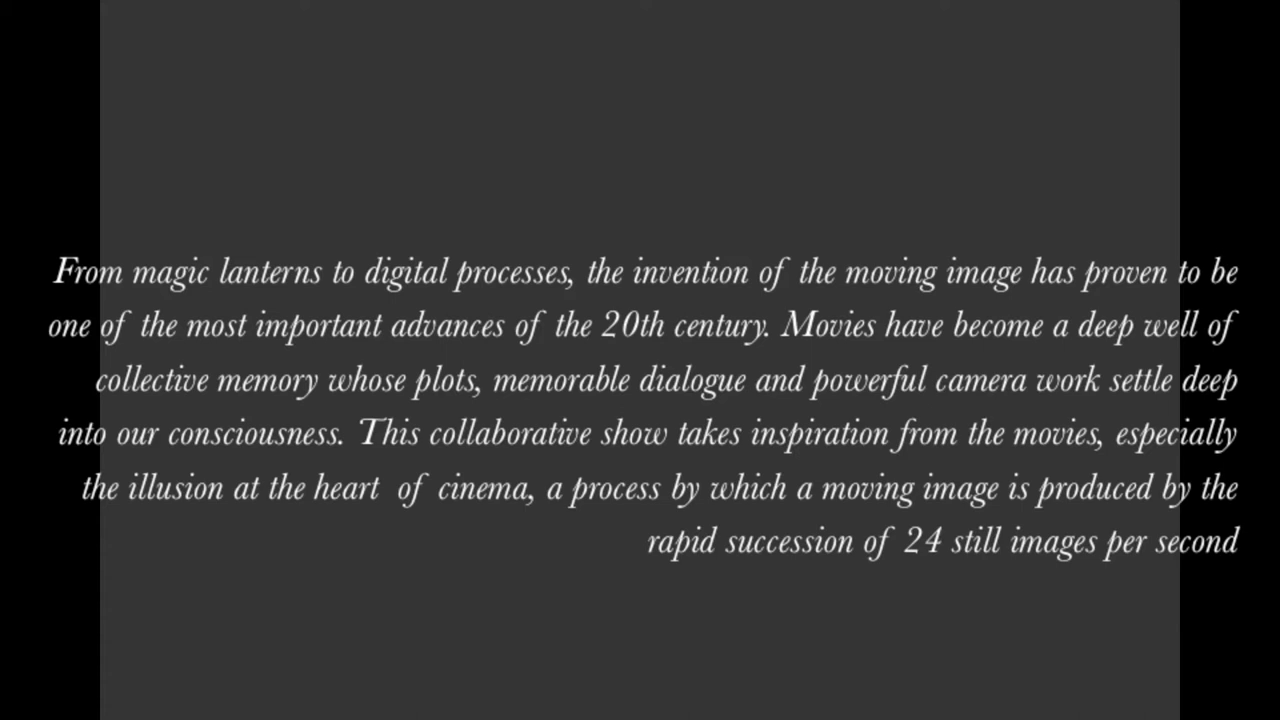 From magic lanterns to digital processes, the invention of the moving image has proven to be
one of the most important advances of the 20th century. Movies have become a deep well of
collective memory whose plots, memorable dialogue and powerful camera work settle deep
into our consciousness. This collaborative show takes inspiration from the movies, especially
the illusion at the heart of cinema, a process by which a moving image is produced by the
rapid succession of 24 still images per second